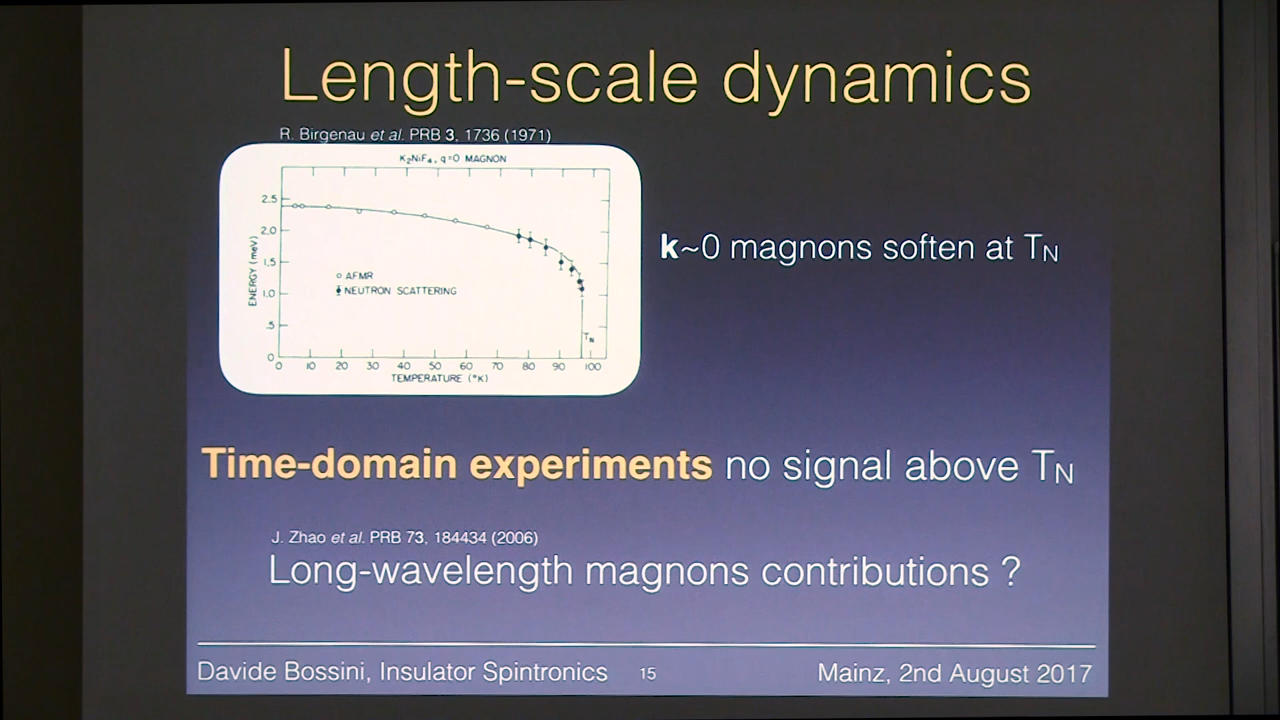 Length-scale dynamics
R. Birgenau et al. PRB 3, 1736 (1971)
K2NiF4, q=0 MAGNON
ENERGY (meV)
2.5
2.0
1.5
1.0
.5
0
o AFMR
NEUTRON SCATTERING
TN
0 10 20 30 40 50 60 70 80 90 100
TEMPERATURE (°K)
k~0 magnons soften at TN
Time-domain experiments no signal above TN
J. Zhao et al. PRB 73, 184434 (2006)
Long-wavelength magnons contributions ?
Davide Bossini, Insulator Spintronics 15 Mainz, 2nd August 2017